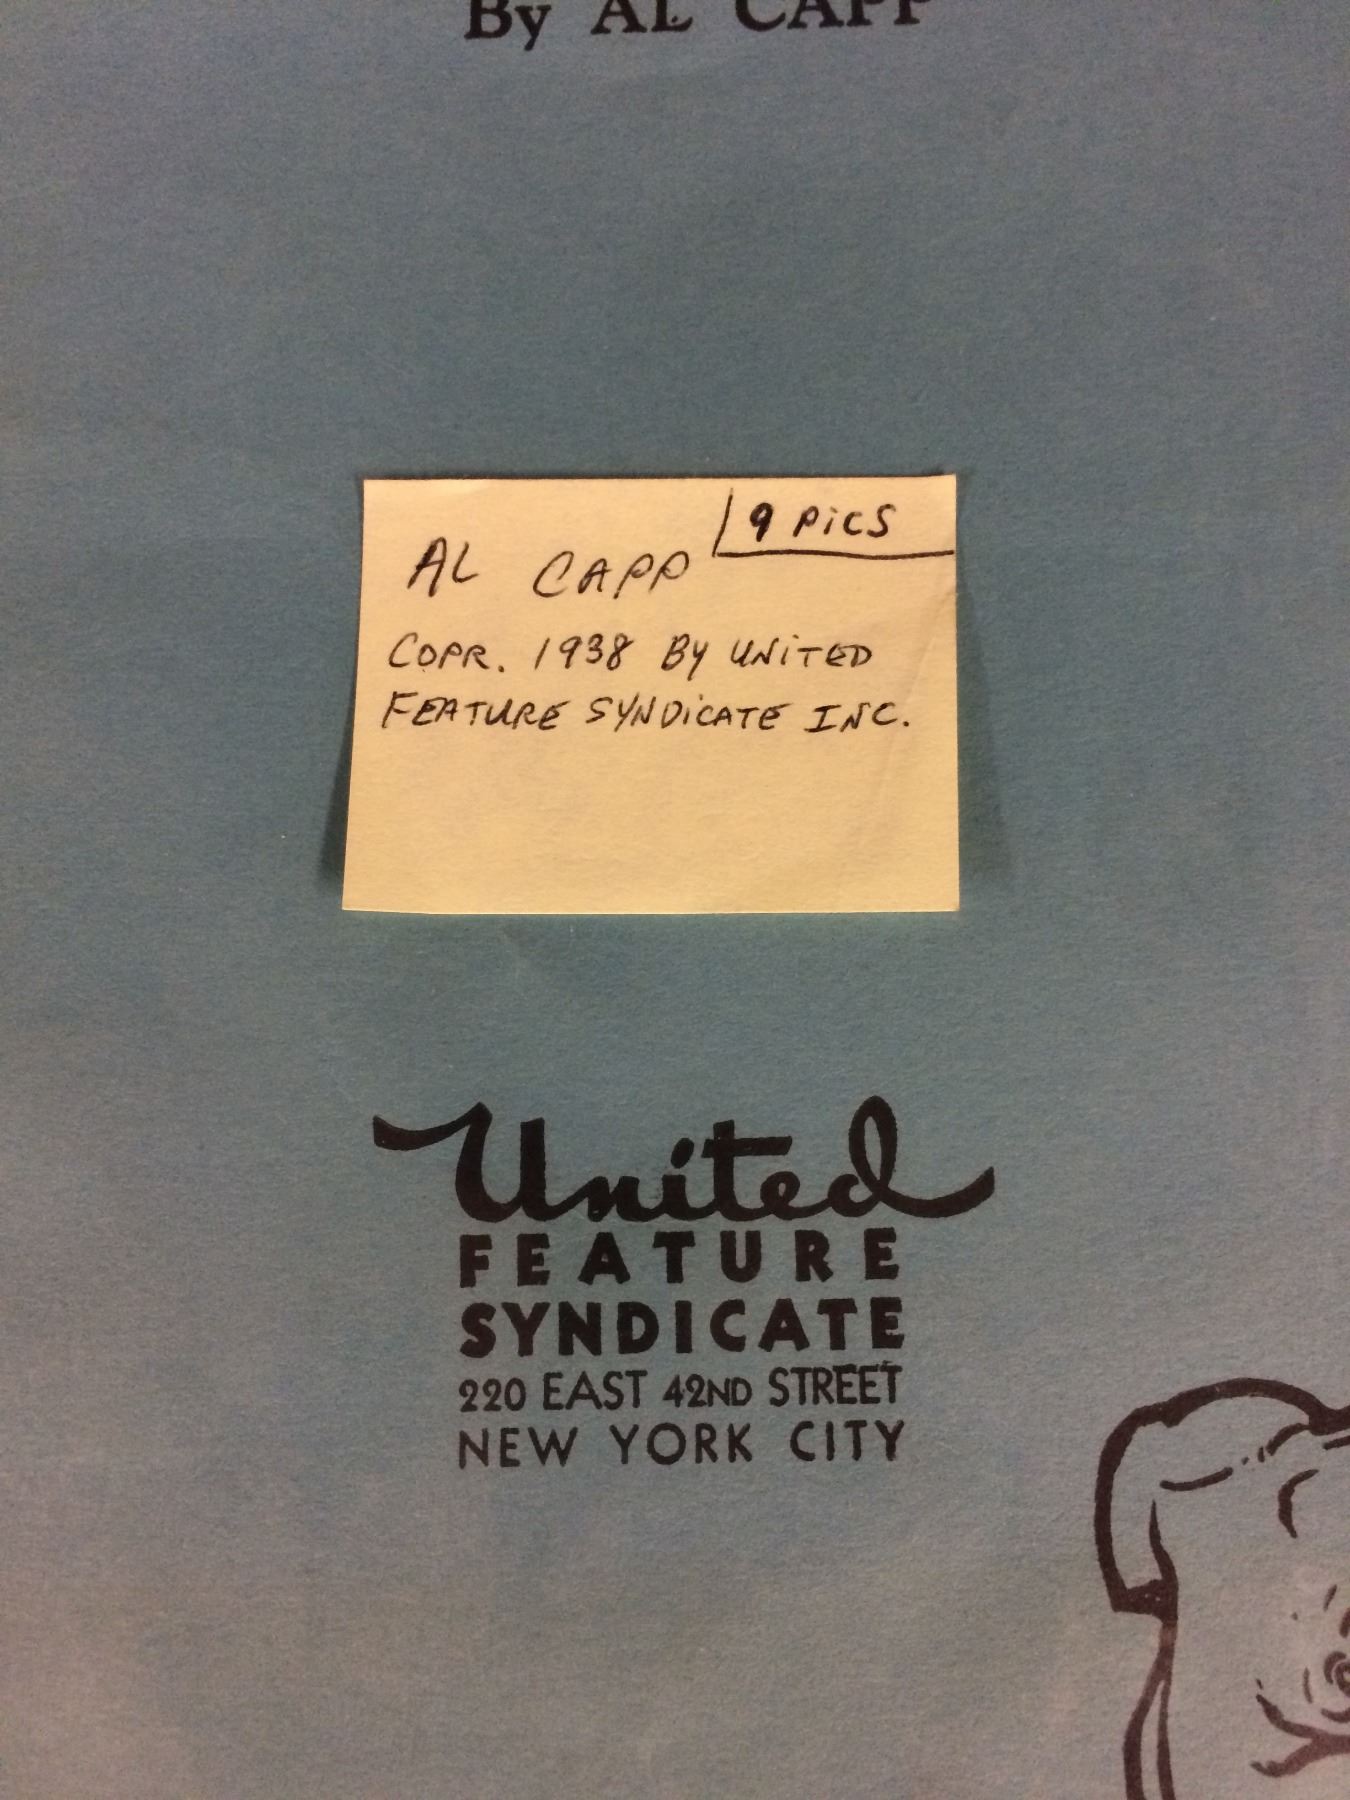 By AL CAPP
9 PiCS
AL CAPP
COPR. 1938 BY UNiTED
FEATURE SYNDiCATE INC.
United
FEATURE
SYNDICATE
220 EAST 42ND STREET
NEW YORK CITY